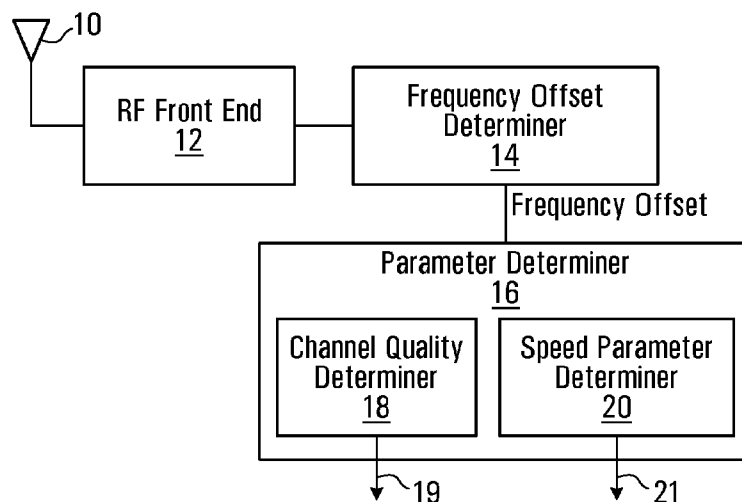 10
RF Front End
12
Frequency Offset
Determiner
14
Frequency Offset
Parameter Determiner
16
Channel Quality
Determiner
18
Speed Parameter
Determiner
20
19
21